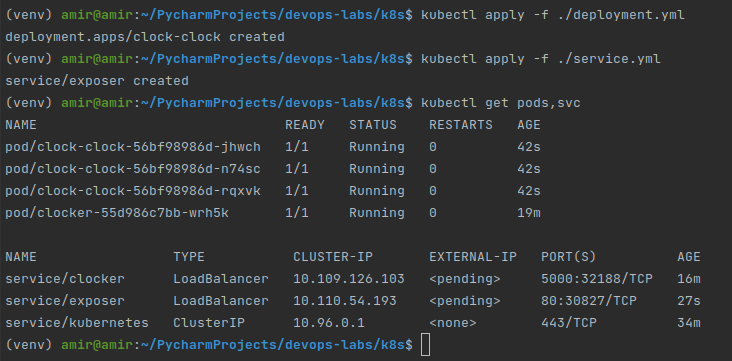 (venv) amir@amir:~/PycharmProjects/devops-labs/k8s$ kubectl apply -f ./deployment.yml
deployment.apps/clock-clock created
(venv) amir@amir:~/PycharmProjects/devops-labs/k8s$ kubectl apply -f ./service.yml
service/exposer created
(venv) amir@amir:~/PycharmProjects/devops-labs/k8s$ kubectl get pods,svc
NAME                               READY   STATUS    RESTARTS   AGE
pod/clock-clock-56bf98986d-jhwch   1/1     Running   0          42s
pod/clock-clock-56bf98986d-n74sc   1/1     Running   0          42s
pod/clock-clock-56bf98986d-rqxvk   1/1     Running   0          42s
pod/clocker-55d986c7bb-wrh5k       1/1     Running   0          19m
NAME                 TYPE           CLUSTER-IP       EXTERNAL-IP   PORT(S)          AGE
service/clocker      LoadBalancer   10.109.126.103   <pending>     5000:32188/TCP   16m
service/exposer      LoadBalancer   10.110.54.193    <pending>     80:30827/TCP     27s
service/kubernetes   ClusterIP      10.96.0.1        <none>        443/TCP          34m
(venv) amir@amir:~/PycharmProjects/devops-labs/k8s$